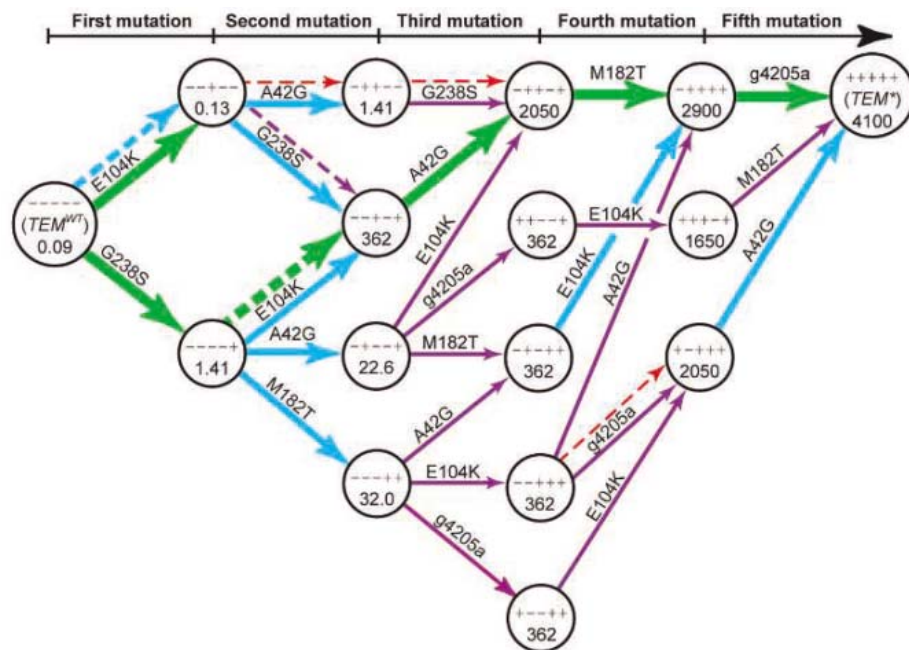 First mutation
Second mutation
Third mutation
Fourth mutation
Fifth mutation
−−−−−
(TEM^WT)
0.09
E104K
G238S
−−+−−
0.13
−−−−+
1.41
A42G
G238S
E104K
A42G
M182T
−++−−
1.41
−−+−+
362
−+−−+
22.6
−−−++
32.0
G238S
A42G
E104K
g4205a
M182T
A42G
E104K
g4205a
−++−+
2050
++−−+
362
−+−++
362
−−+++
362
+−−++
362
M182T
E104K
E104K
A42G
g4205a
E104K
−++++
2900
+++−+
1650
+−+++
2050
g4205a
M182T
A42G
+++++
(TEM*)
4100